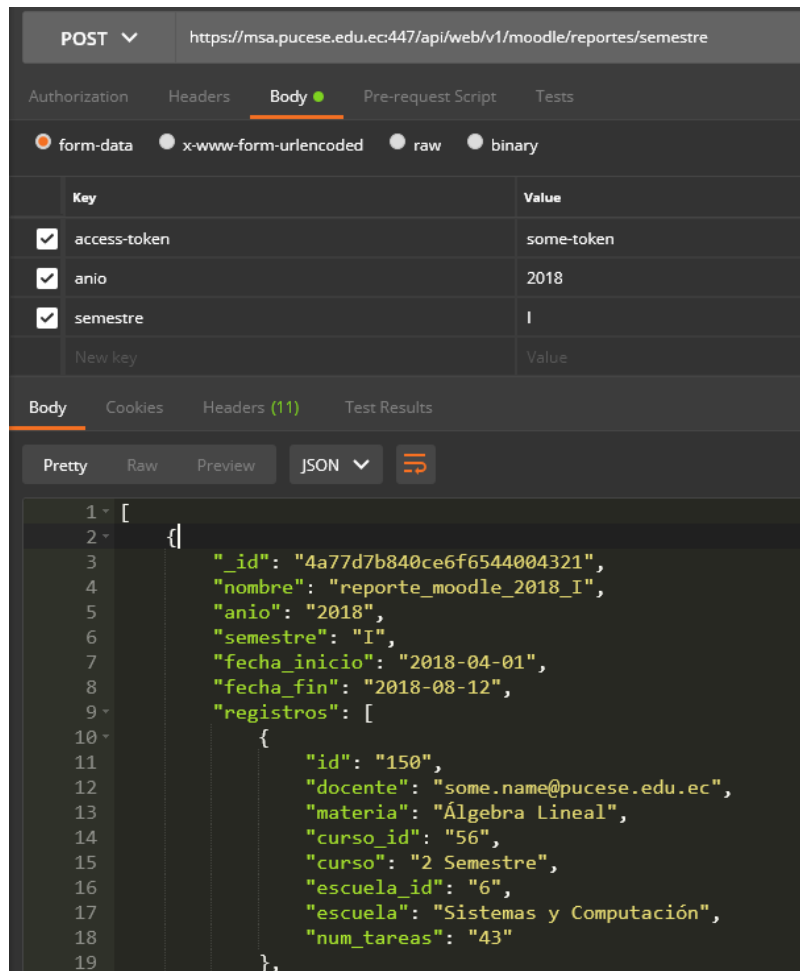 POST https://msa.pucese.edu.ec:447/api/web/v1/moodle/reportes/semestre
Authorization Headers Body Pre-request Script Tests
form-data x-www-form-urlencoded raw binary
Key Value
access-token some-token
anio 2018
semestre I
New key Value
Body Cookies Headers (11) Test Results
Pretty Raw Preview JSON
1 [
2 {
3 "_id": "4a77d7b840ce6f6544004321",
4 "nombre": "reporte_moodle_2018_I",
5 "anio": "2018",
6 "semestre": "I",
7 "fecha_inicio": "2018-04-01",
8 "fecha_fin": "2018-08-12",
9 "registros": [
10 {
11 "id": "150",
12 "docente": "some.name@pucese.edu.ec",
13 "materia": "Álgebra Lineal",
14 "curso_id": "56",
15 "curso": "2 Semestre",
16 "escuela_id": "6",
17 "escuela": "Sistemas y Computación",
18 "num_tareas": "43"
19 },